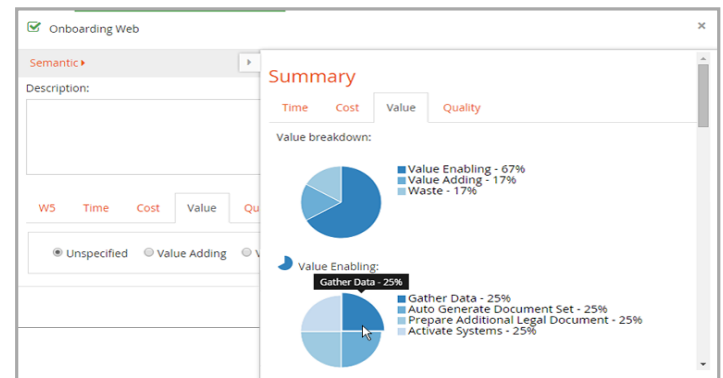 Onboarding Web
×
Semantic
Description:
W5 Time Cost Value Qu
Unspecified Value Adding
Summary
Time Cost Value Quality
Value breakdown:
Value Enabling - 67%
Value Adding - 17%
Waste - 17%
Value Enabling:
Gather Data - 25%
Gather Data - 25%
Auto Generate Document Set - 25%
Prepare Additional Legal Document - 25%
Activate Systems - 25%